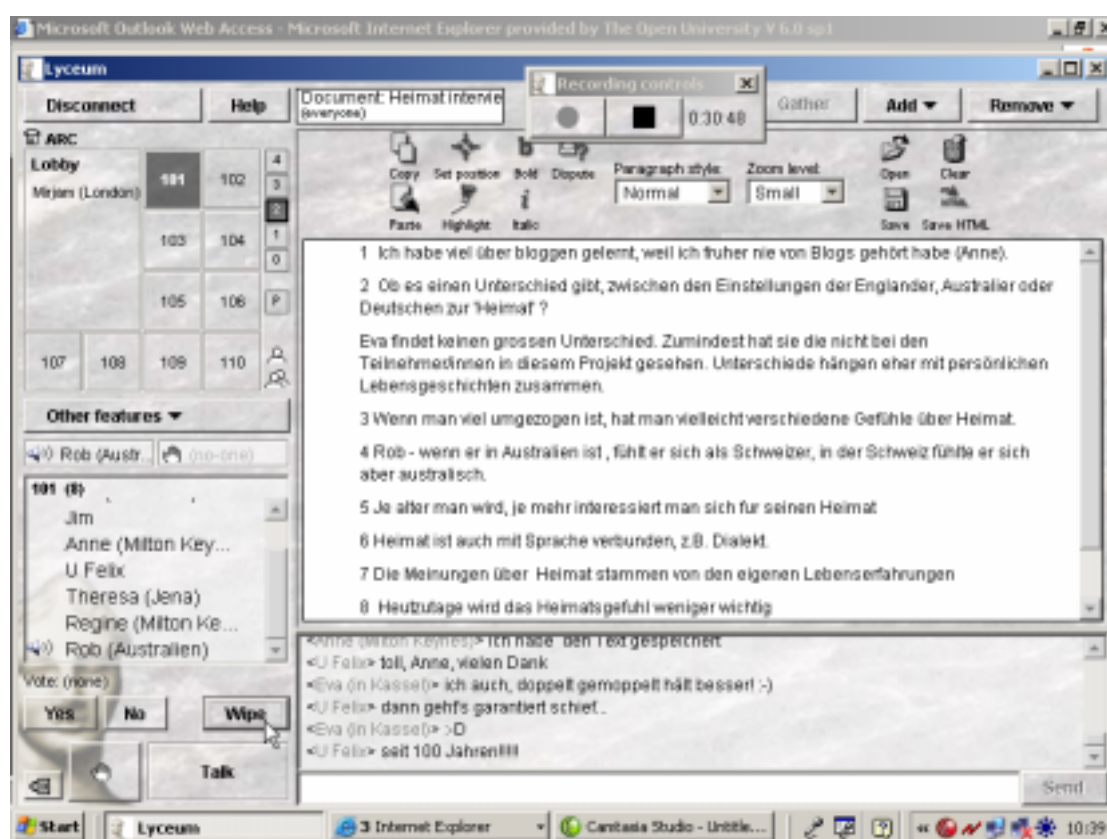 Microsoft Outlook Web Access - Microsoft Internet Explorer provided by The Open University V 6.0 sp1
Lyceum
Recording controls
0:30:48
Disconnect
Help
Document: Heimat intervie
(everyone)
Gather
Add
Remove
ARC
Lobby
Mirjam (London)
101
102
103
104
105
106
107
108
109
110
4
3
2
1
0
P
Copy
Set position
Bold
Dispute
Paragraph style:
Zoom level:
Open
Clear
Normal
Small
Paste
Highlight
Italic
Save
Save HTML
1 Ich habe viel über bloggen gelernt, weil ich fruher nie von Blogs gehört habe (Anne).
2 Ob es einen Unterschied gibt, zwischen den Einstellungen der Englander, Australier oder
Deutschen zur 'Heimat' ?
Eva findet keinen grossen Unterschied. Zumindest hat sie die nicht bei den
Teilnehmer/innen in diesem Projekt gesehen. Unterschiede hängen eher mit persönlichen
Lebensgeschichten zusammen.
3 Wenn man viel umgezogen ist, hat man vielleicht verschiedene Gefühle über Heimat.
4 Rob - wenn er in Australien ist , fühlt er sich als Schweizer, in der Schweiz fühlte er sich
aber australisch.
5 Je alter man wird, je mehr interessiert man sich fur seinen Heimat
6 Heimat ist auch mit Sprache verbunden, z.B. Dialekt.
7 Die Meinungen über Heimat stammen von den eigenen Lebenserfahrungen
8 Heutzutage wird das Heimatsgefuhl weniger wichtig
Other features
Rob (Austr...
(no-one)
101 (8)
Jim
Anne (Milton Key...
U Felix
Theresa (Jena)
Regine (Milton Ke...
Rob (Australien)
Vote: (none)
Yes
No
Wipe
Talk
<Anne (Milton Keynes)> ich habe den Text gespeichert
<U Felix> toll, Anne, vielen Dank
<Eva (in Kassel)> ich auch, doppelt gemoppelt hält besser! :-)
<U Felix> dann geht's garantiert schief...
<Eva (in Kassel)> >:D
<U Felix> seit 100 Jahren!!!!
Send
Start
Lyceum
3 Internet Explorer
Camtasia Studio - Untitle...
10:39